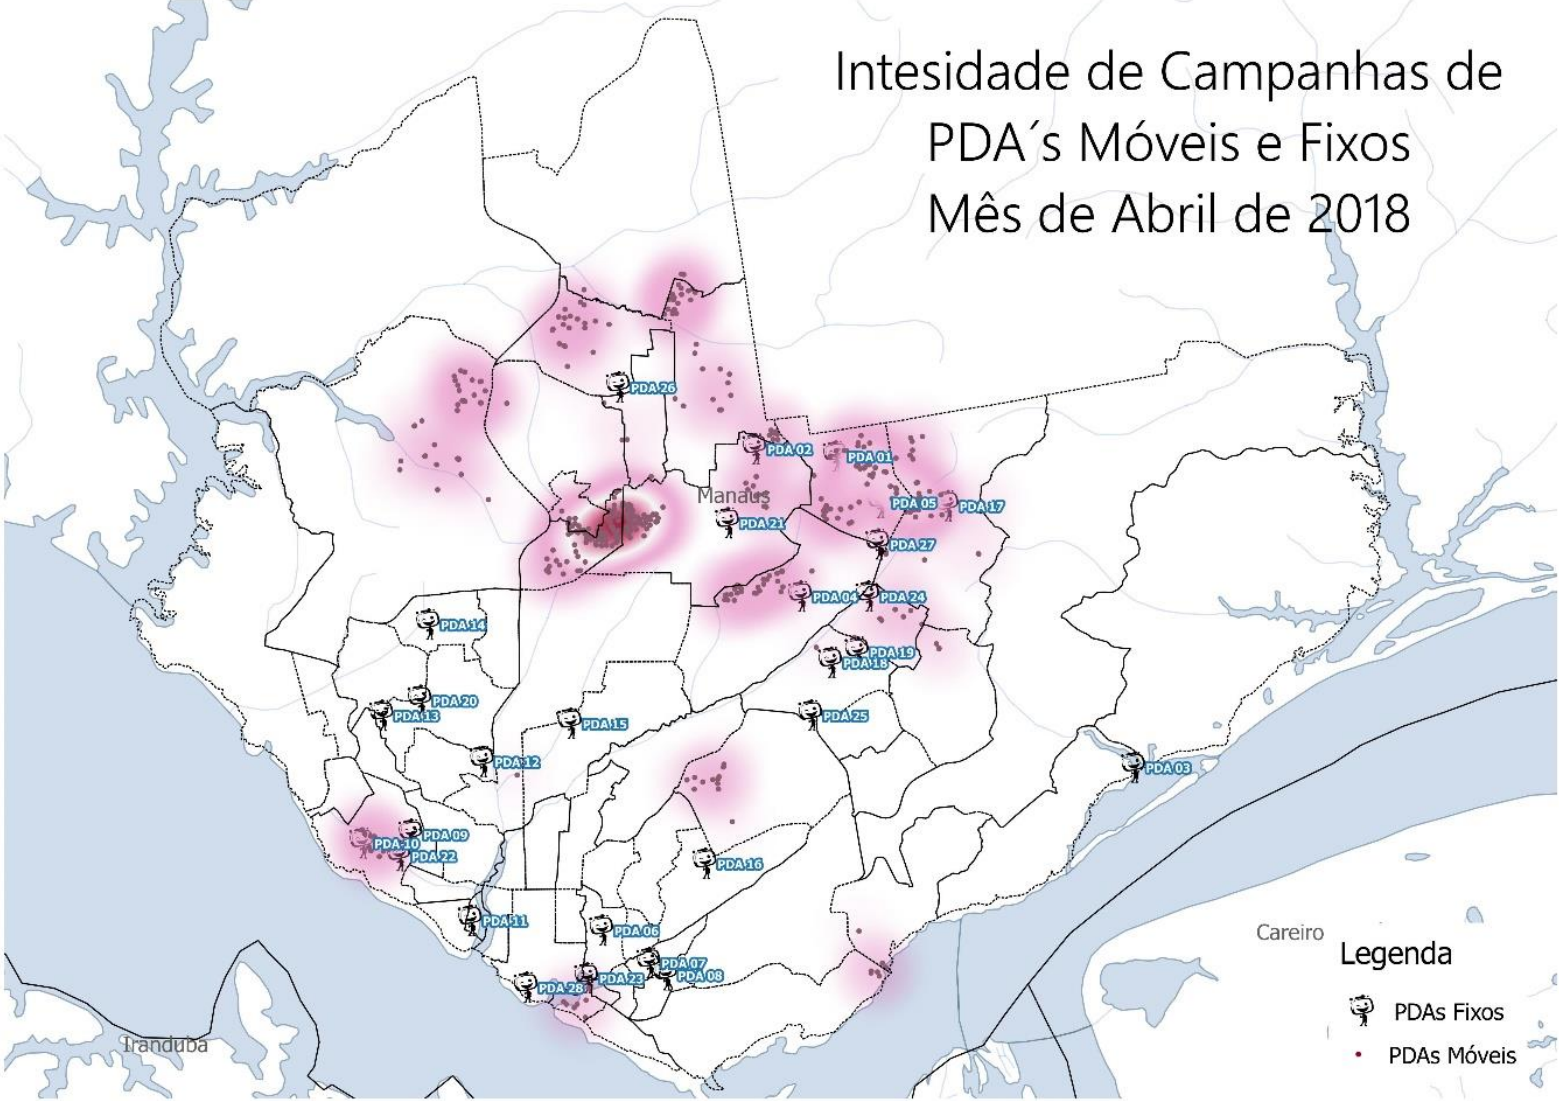 Intesidade de Campanhas de
PDA´s Móveis e Fixos
Mês de Abril de 2018
PDA 26
PDA 02
PDA 01
Manaus
PDA 05
PDA 17
PDA 21
PDA 27
PDA 04
PDA 24
PDA 14
PDA 19
PDA 18
PDA 20
PDA 13
PDA 25
PDA 15
PDA 12
PDA 03
PDA 09
PDA 10
PDA 22
PDA 16
PDA 11
PDA 06
Careiro
Legenda
PDA 07
PDA 08
PDA 23
PDA 28
PDAs Fixos
Iranduba
PDAs Móveis